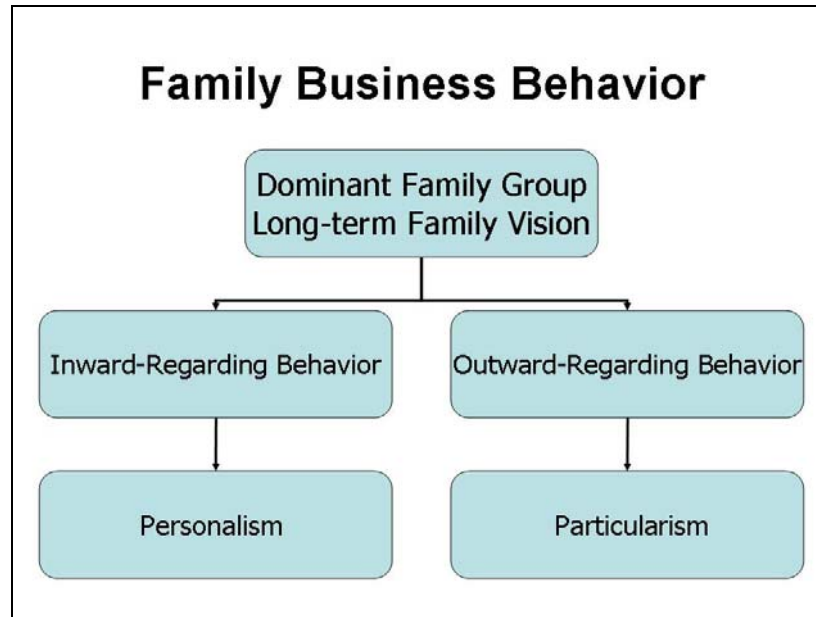 Family Business Behavior
Dominant Family Group
Long-term Family Vision
Inward-Regarding Behavior
Outward-Regarding Behavior
Personalism
Particularism